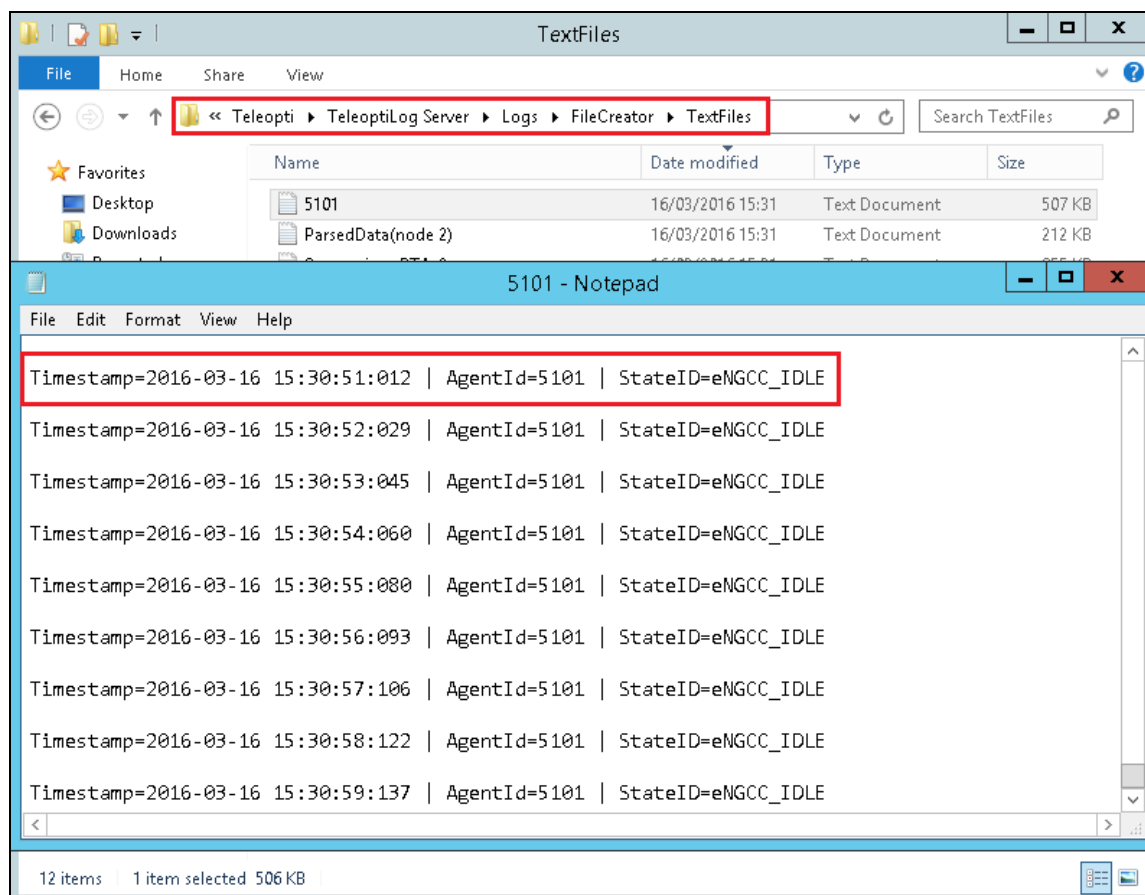 TextFiles
File Home Share View
« Teleopti ▸ TeleoptiLog Server ▸ Logs ▸ FileCreator ▸ TextFiles Search TextFiles
Name Date modified Type Size
Favorites
Desktop 5101 16/03/2016 15:31 Text Document 507 KB
Downloads ParsedData(node 2) 16/03/2016 15:31 Text Document 212 KB
5101 - Notepad
File Edit Format View Help
Timestamp=2016-03-16 15:30:51:012 | AgentId=5101 | StateID=eNGCC_IDLE
Timestamp=2016-03-16 15:30:52:029 | AgentId=5101 | StateID=eNGCC_IDLE
Timestamp=2016-03-16 15:30:53:045 | AgentId=5101 | StateID=eNGCC_IDLE
Timestamp=2016-03-16 15:30:54:060 | AgentId=5101 | StateID=eNGCC_IDLE
Timestamp=2016-03-16 15:30:55:080 | AgentId=5101 | StateID=eNGCC_IDLE
Timestamp=2016-03-16 15:30:56:093 | AgentId=5101 | StateID=eNGCC_IDLE
Timestamp=2016-03-16 15:30:57:106 | AgentId=5101 | StateID=eNGCC_IDLE
Timestamp=2016-03-16 15:30:58:122 | AgentId=5101 | StateID=eNGCC_IDLE
Timestamp=2016-03-16 15:30:59:137 | AgentId=5101 | StateID=eNGCC_IDLE
12 items 1 item selected 506 KB